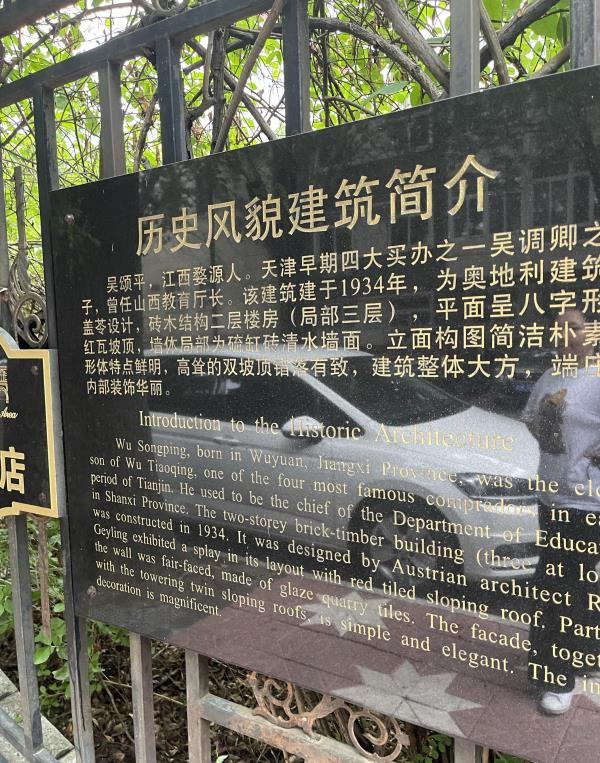 历史风貌建筑简介
吴颂平，江西婺源人。天津早期四大买办之一吴调卿之
子，曾任山西教育厅长。该建筑建于1934年，为奥地利建筑
盖苓设计，砖木结构二层楼房（局部三层），平面呈八字形
红瓦坡顶，墙体局部为硫缸砖清水墙面。立面构图简洁朴素
形体特点鲜明，高耸的双坡顶错落有致，建筑整体大方，端庄
内部装饰华丽。
Introduction to the Historic Architecture
Wu Songping, born in Wuyuan, Jiangxi Province, was the
son of Wu Tiaoqing, one of the four most famous compradors in
period of Tianjin. He used to be the chief of the Department of
in Shanxi Province. The two-storey brick-timber building (three at
was constructed in 1934. It was designed by Austrian architect R
Geyling exhibited a splay in its layout with red tiled sloping roof. Part
the wall was fair-faced, made of glaze quatry tiles. The facade,
with the towering twin sloping roofs, is simple and elegant. The
decoration is magnificent.
Area
店